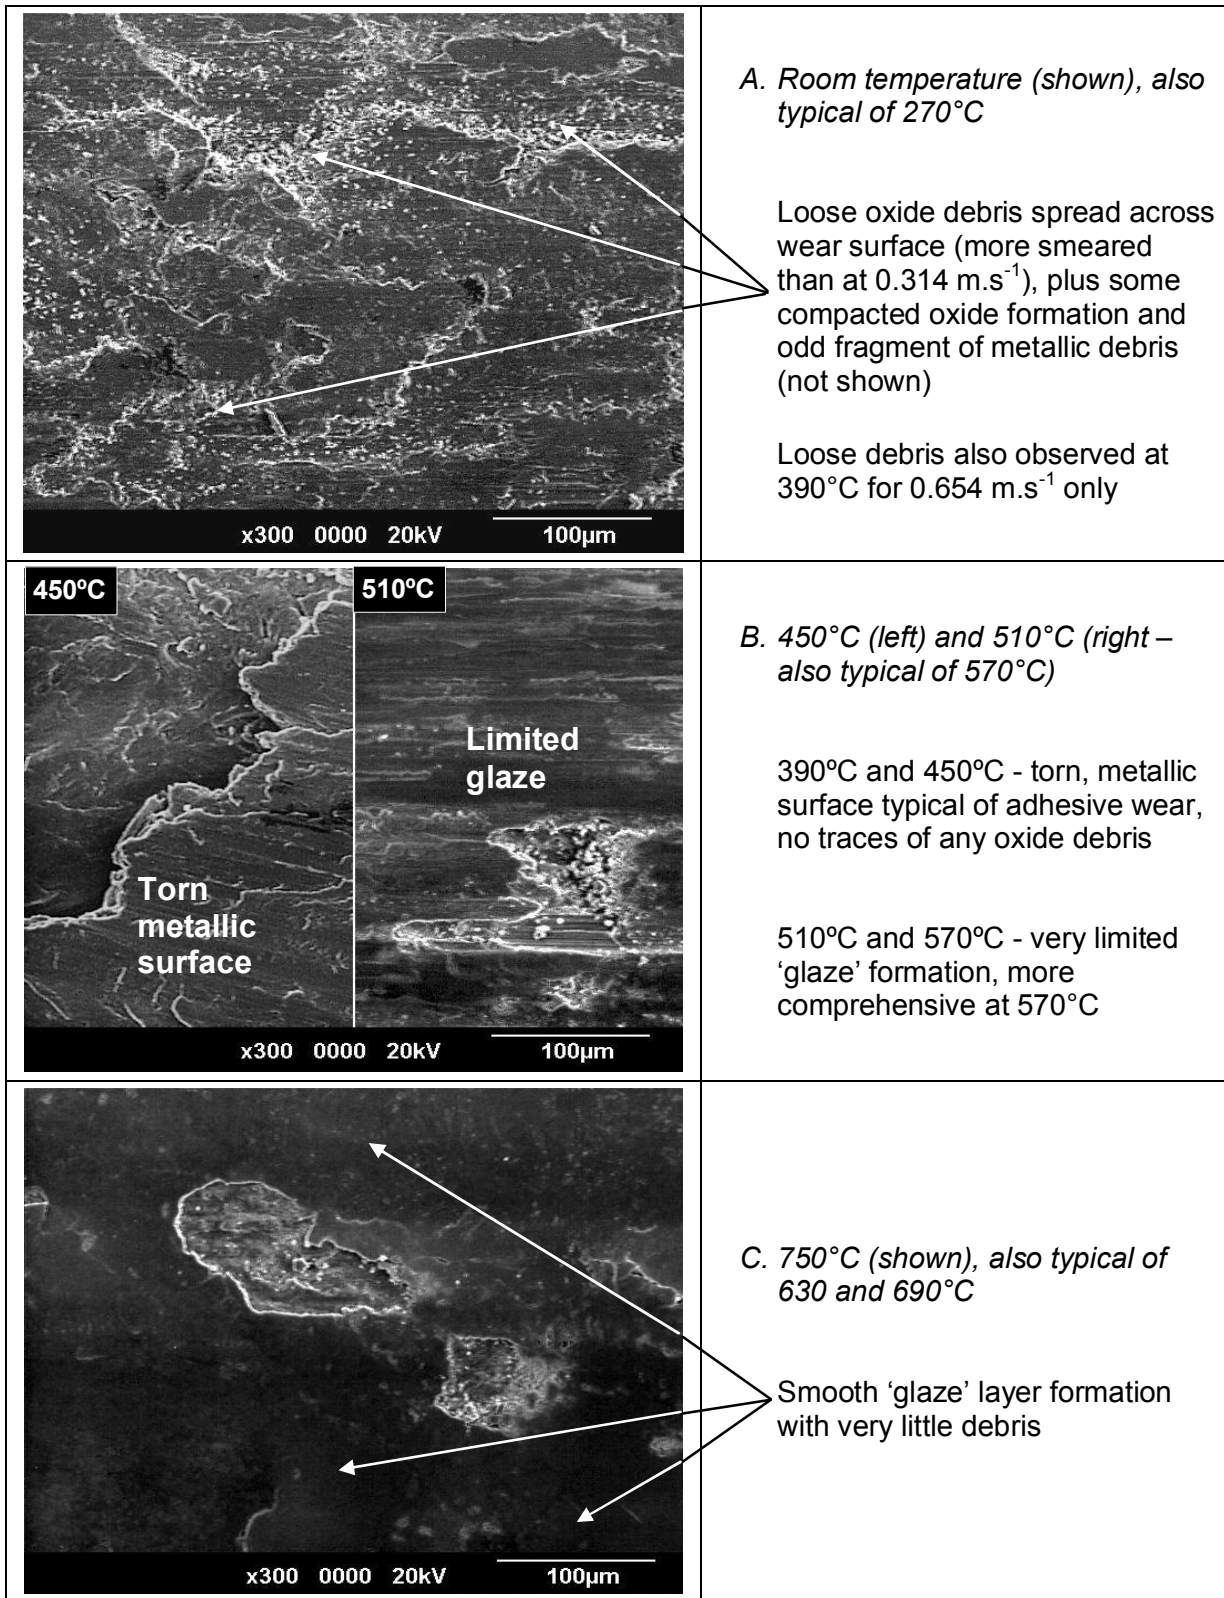 x300 0000 20kV 100µm
A. Room temperature (shown), also
typical of 270°C
Loose oxide debris spread across
wear surface (more smeared
than at 0.314 m.s-1), plus some
compacted oxide formation and
odd fragment of metallic debris
(not shown)
Loose debris also observed at
390°C for 0.654 m.s-1 only
450ºC
510ºC
Limited
glaze
Torn
metallic
surface
x300 0000 20kV 100µm
B. 450°C (left) and 510°C (right –
also typical of 570°C)
390ºC and 450ºC - torn, metallic
surface typical of adhesive wear,
no traces of any oxide debris
510ºC and 570ºC - very limited
‘glaze’ formation, more
comprehensive at 570°C
x300 0000 20kV 100µm
C. 750°C (shown), also typical of
630 and 690°C
Smooth ‘glaze’ layer formation
with very little debris